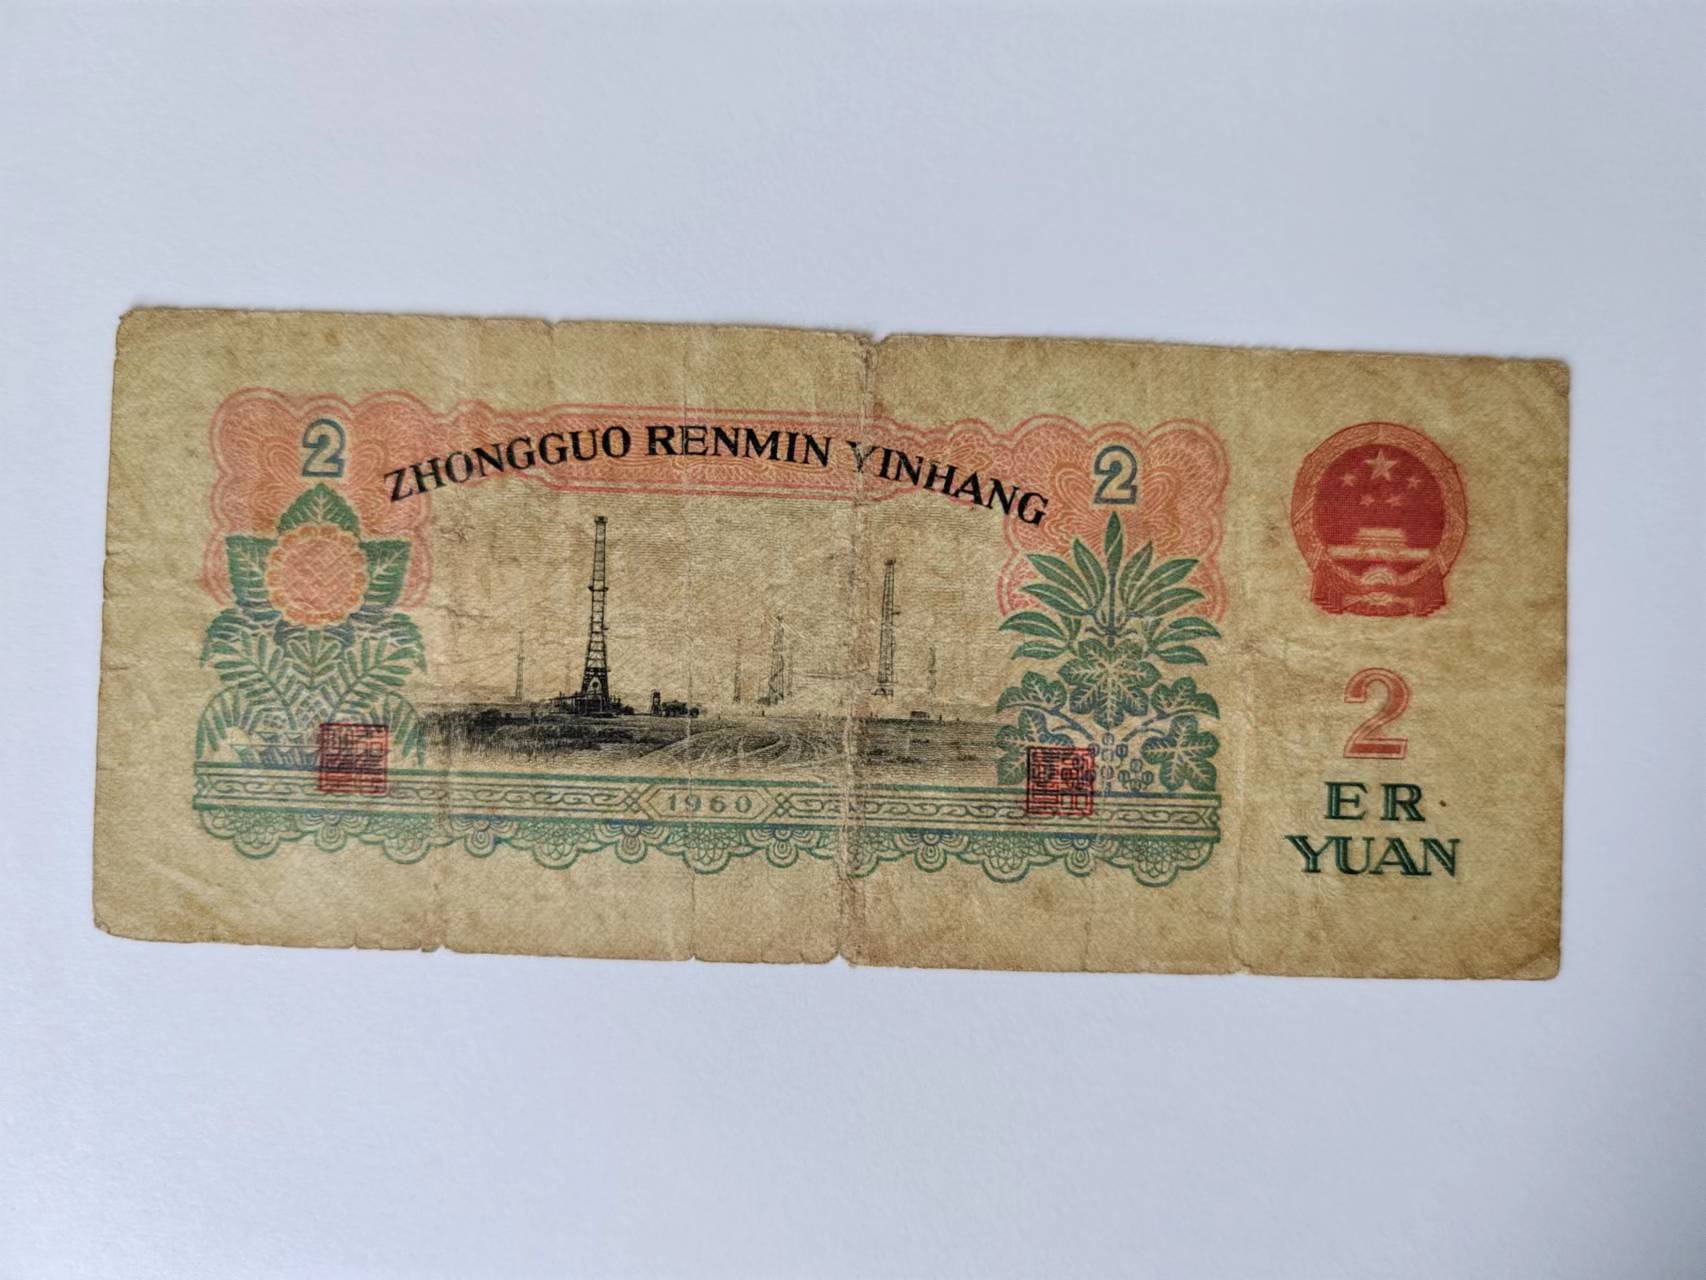 2
ZHONGGUO RENMIN YINHANG
2
1960
2
ER
YUAN